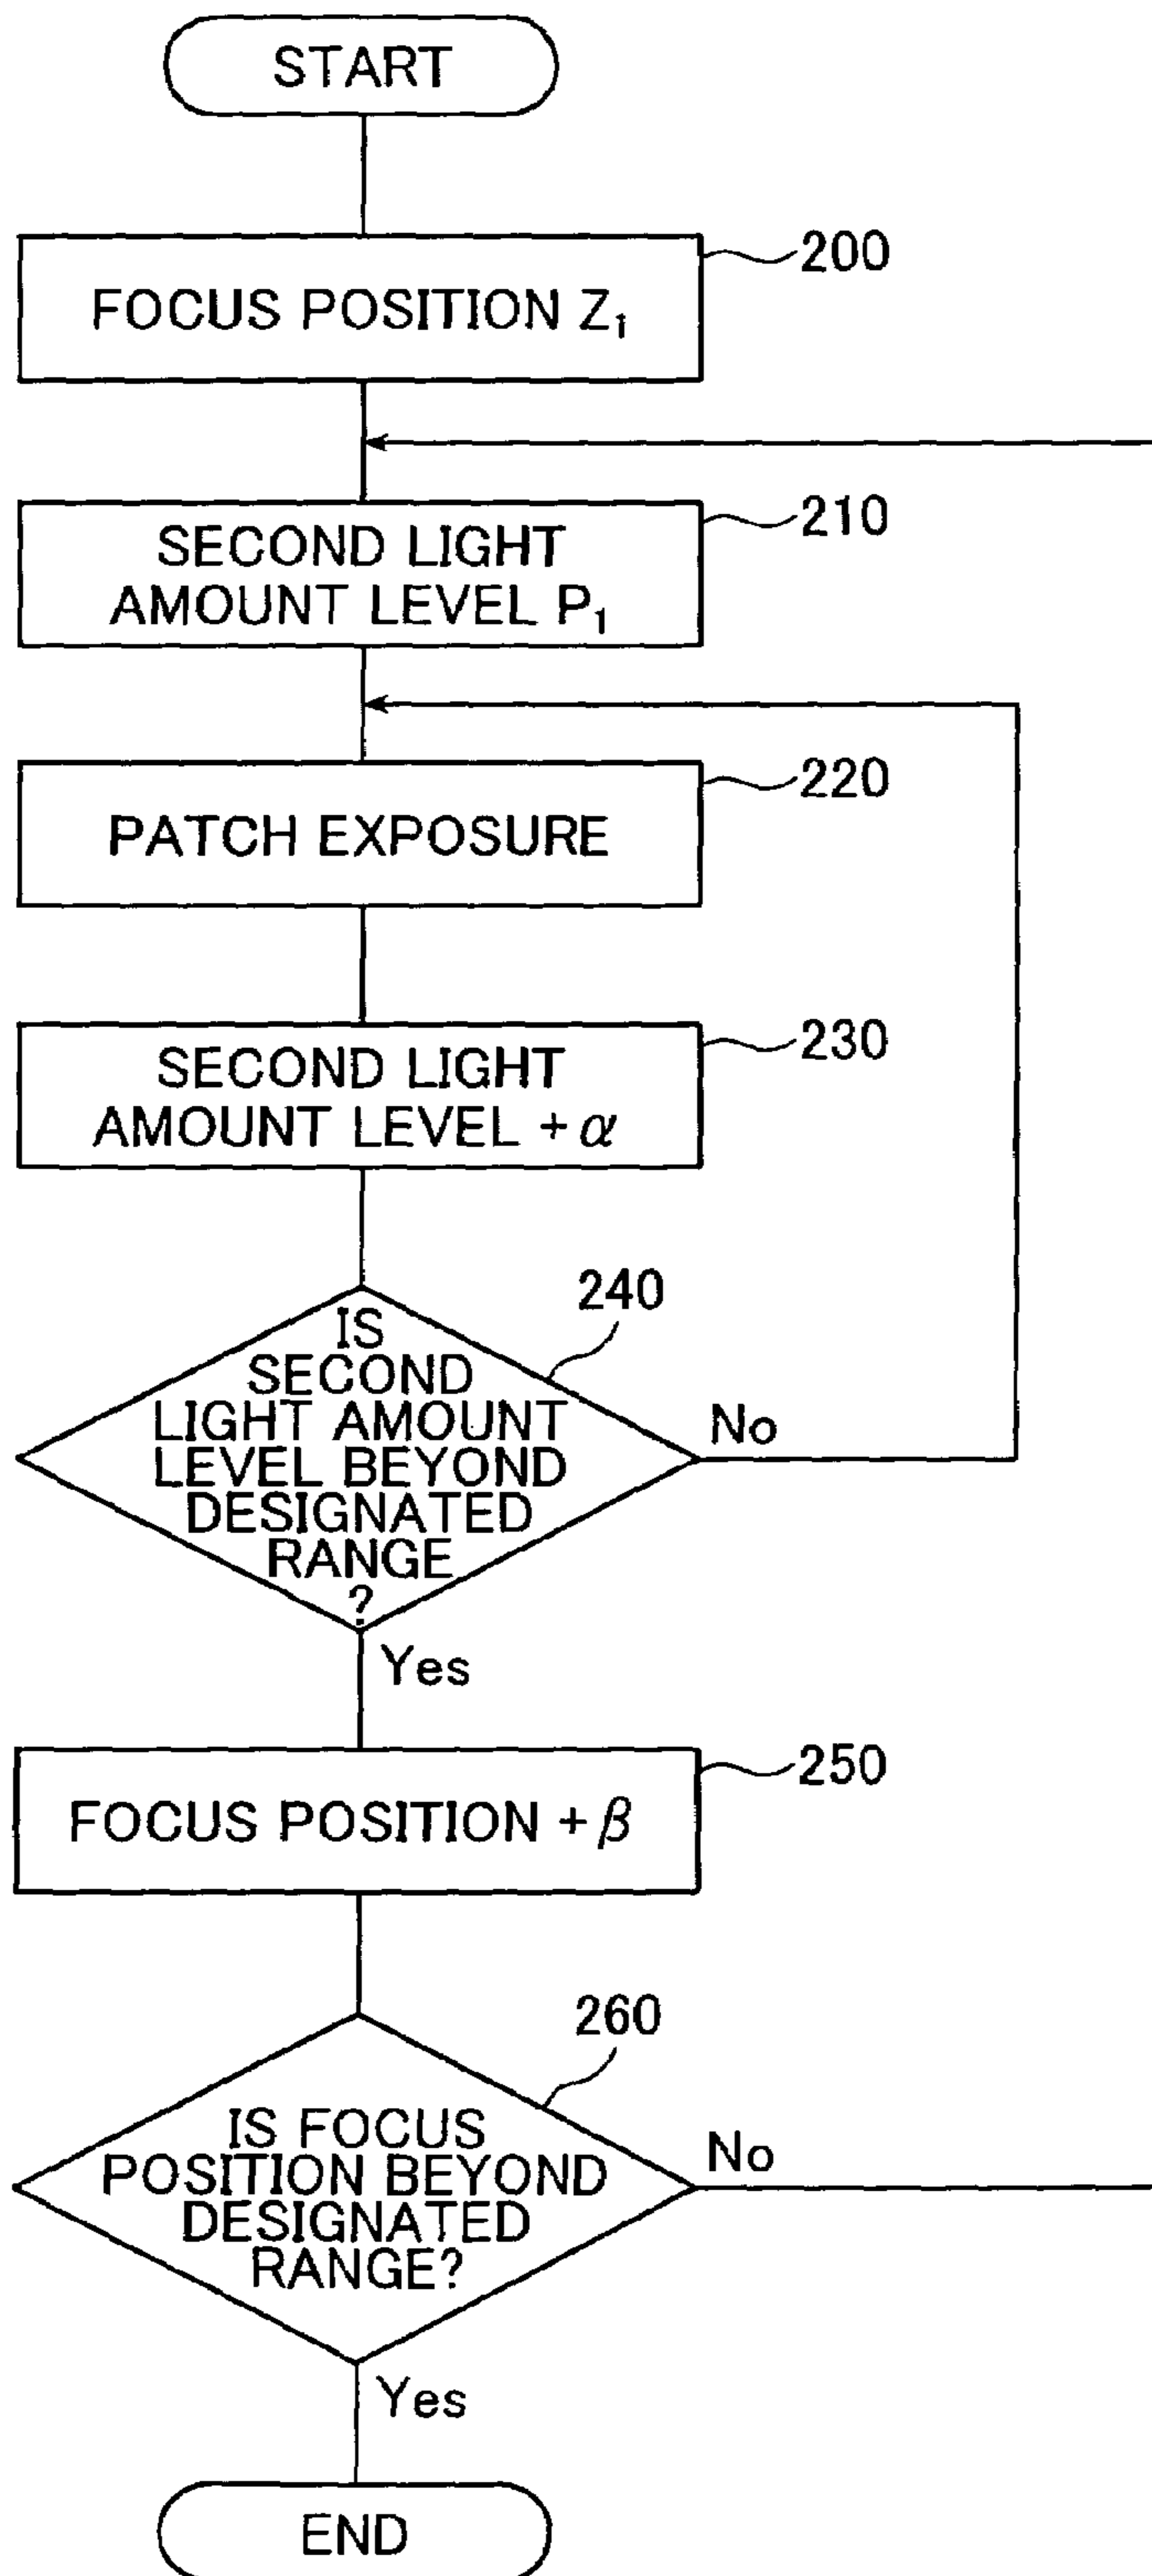 START
200
FOCUS POSITION Z₁
210
SECOND LIGHT
AMOUNT LEVEL P₁
220
PATCH EXPOSURE
230
SECOND LIGHT
AMOUNT LEVEL +α
240
IS
SECOND
LIGHT AMOUNT
LEVEL BEYOND
DESIGNATED
RANGE
?
No
Yes
250
FOCUS POSITION +β
260
IS FOCUS
POSITION BEYOND
DESIGNATED
RANGE?
No
Yes
END